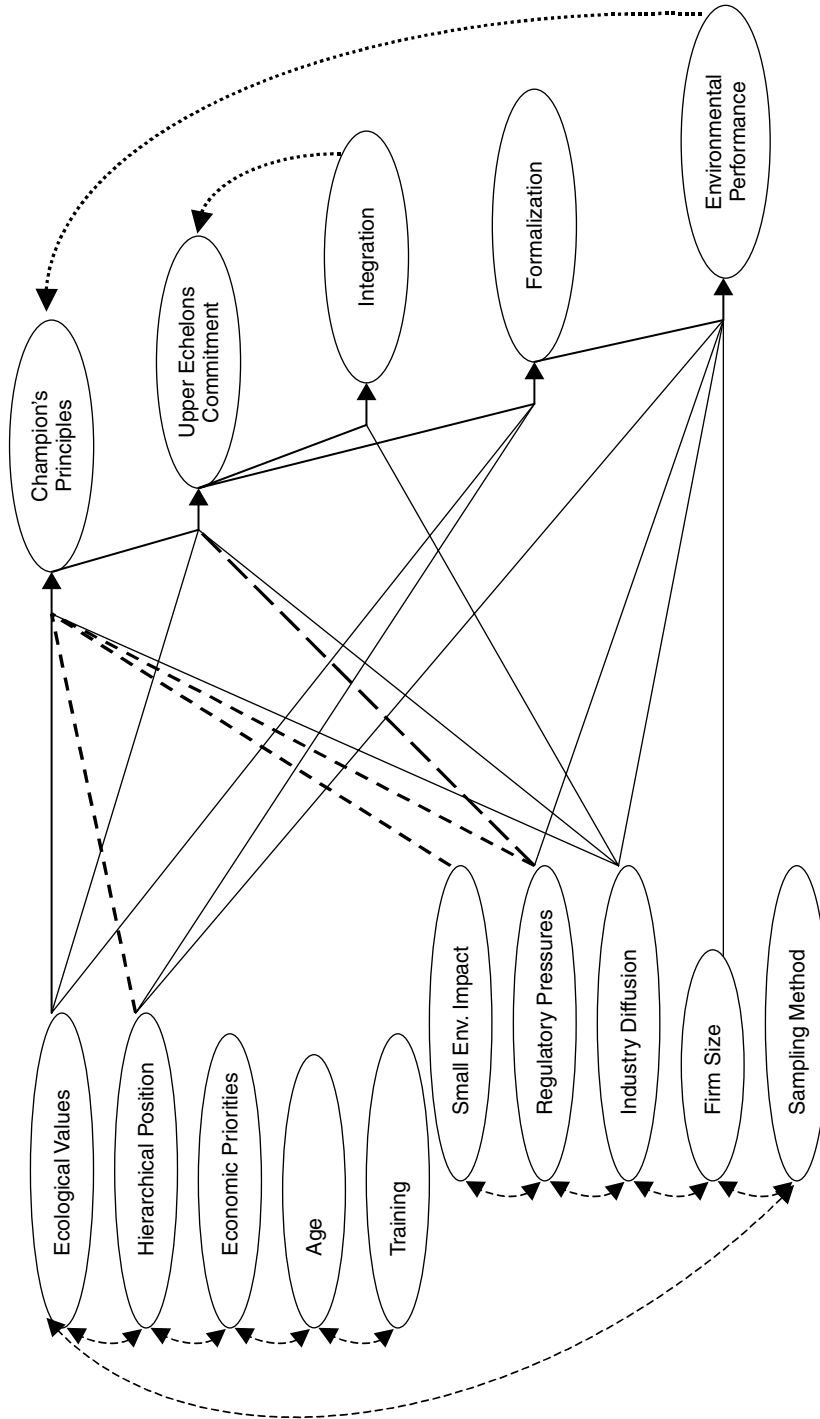 Ecological Values
Hierarchical Position
Economic Priorities
Age
Training
Small Env. Impact
Regulatory Pressures
Industry Diffusion
Firm Size
Sampling Method
Champion's
Principles
Upper Echelons
Commitment
Integration
Formalization
Environmental
Performance